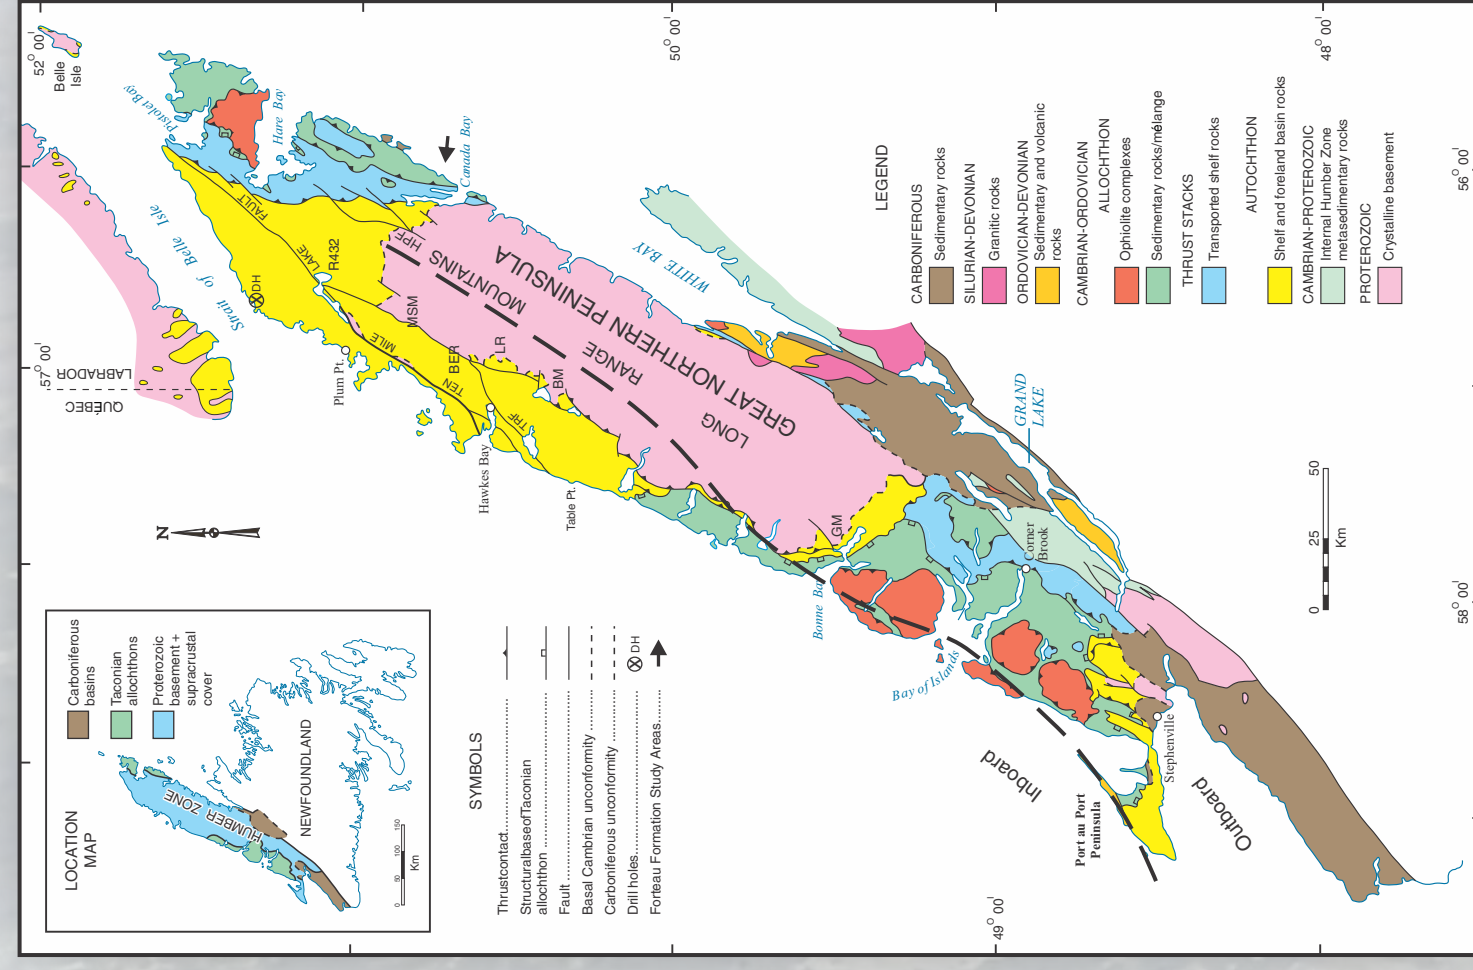 52° 00'
Belle
Isle
Pistolet Bay
Hare Bay
Canada Bay
50° 00'
48° 00'
56° 00'
57° 00'
58° 00'
49° 00'
QUÉBEC
LABRADOR
Strait of Belle Isle
DH
FAULT
LAKE
R432
MILE
TEN
Plum Pt.
MSM
HPF
BER
LR
BM
TRF
Hawkes Bay
Table Pt.
LONG
RANGE
MOUNTAINS
GREAT NORTHERN PENINSULA
WHITE BAY
GRAND
LAKE
GM
Bonne Bay
Corner
Brook
Bay of Islands
Stephenville
Port au Port
Peninsula
Inboard
Outboard
N
0 25 50
Km
LEGEND
CARBONIFEROUS
Sedimentary rocks
SILURIAN-DEVONIAN
Granitic rocks
ORDOVICIAN-DEVONIAN
Sedimentary and volcanic
rocks
CAMBRIAN-ORDOVICIAN
ALLOCHTHON
Ophiolite complexes
Sedimentary rocks/mélange
THRUST STACKS
Transported shelf rocks
AUTOCHTHON
Shelf and foreland basin rocks
CAMBRIAN-PROTEROZOIC
Internal Humber Zone
metasedimentary rocks
PROTEROZOIC
Crystalline basement
LOCATION
MAP
HUMBER ZONE
NEWFOUNDLAND
0 50 100 150
Km
Carboniferous
basins
Taconian
allochthons
Proterozoic
basement +
supracrustal
cover
SYMBOLS
Thrustcontact
StructuralbaseofTaconian
allochthon
Fault
Basal Cambrian unconformity
Carboniferous unconformity
Drill holes
DH
Forteau Formation Study Areas